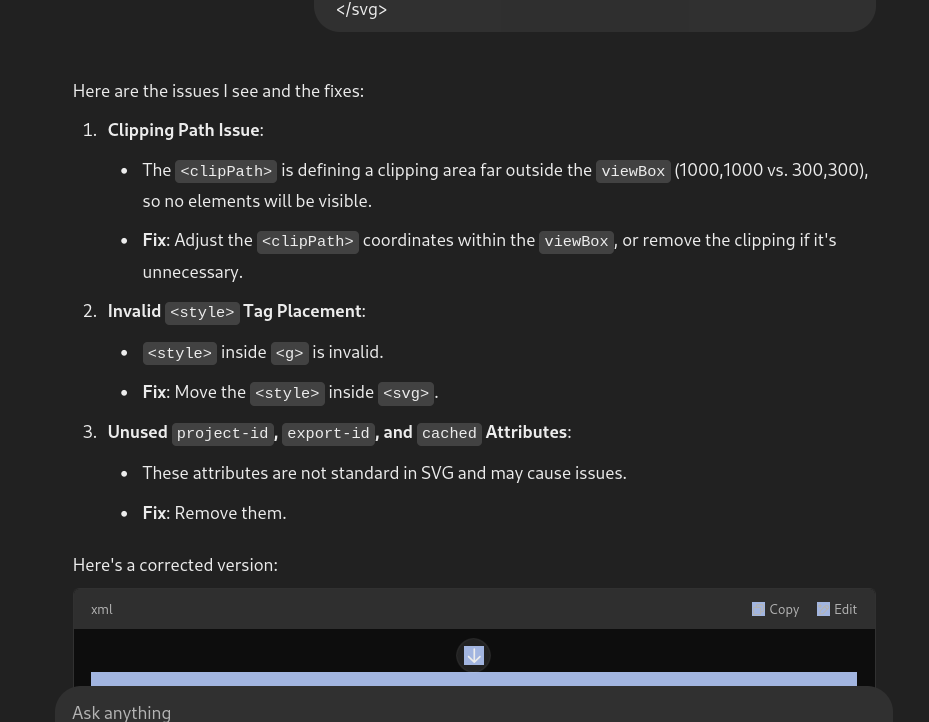 </svg>
Here are the issues I see and the fixes:
1. Clipping Path Issue:
• The <clipPath> is defining a clipping area far outside the viewBox (1000,1000 vs. 300,300),
so no elements will be visible.
• Fix: Adjust the <clipPath> coordinates within the viewBox, or remove the clipping if it's
unnecessary.
2. Invalid <style> Tag Placement:
• <style> inside <g> is invalid.
• Fix: Move the <style> inside <svg>.
3. Unused project-id, export-id, and cached Attributes:
• These attributes are not standard in SVG and may cause issues.
• Fix: Remove them.
Here's a corrected version:
xml Copy Edit
Ask anything